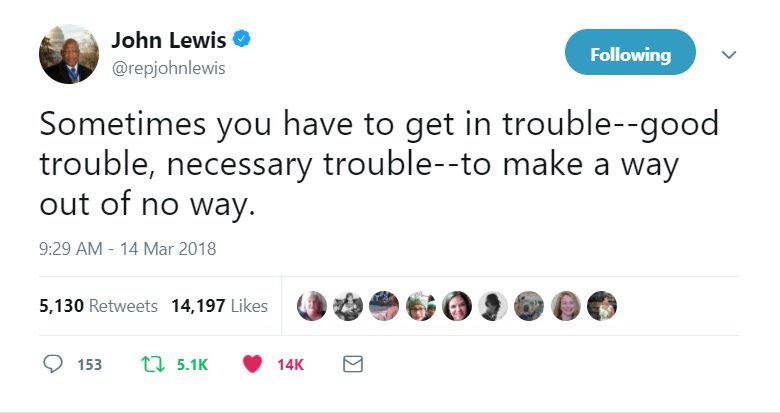 John Lewis
@repjohnlewis
Following
Sometimes you have to get in trouble--good
trouble, necessary trouble--to make a way
out of no way.
9:29 AM - 14 Mar 2018
5,130 Retweets 14,197 Likes
153 5.1K 14K